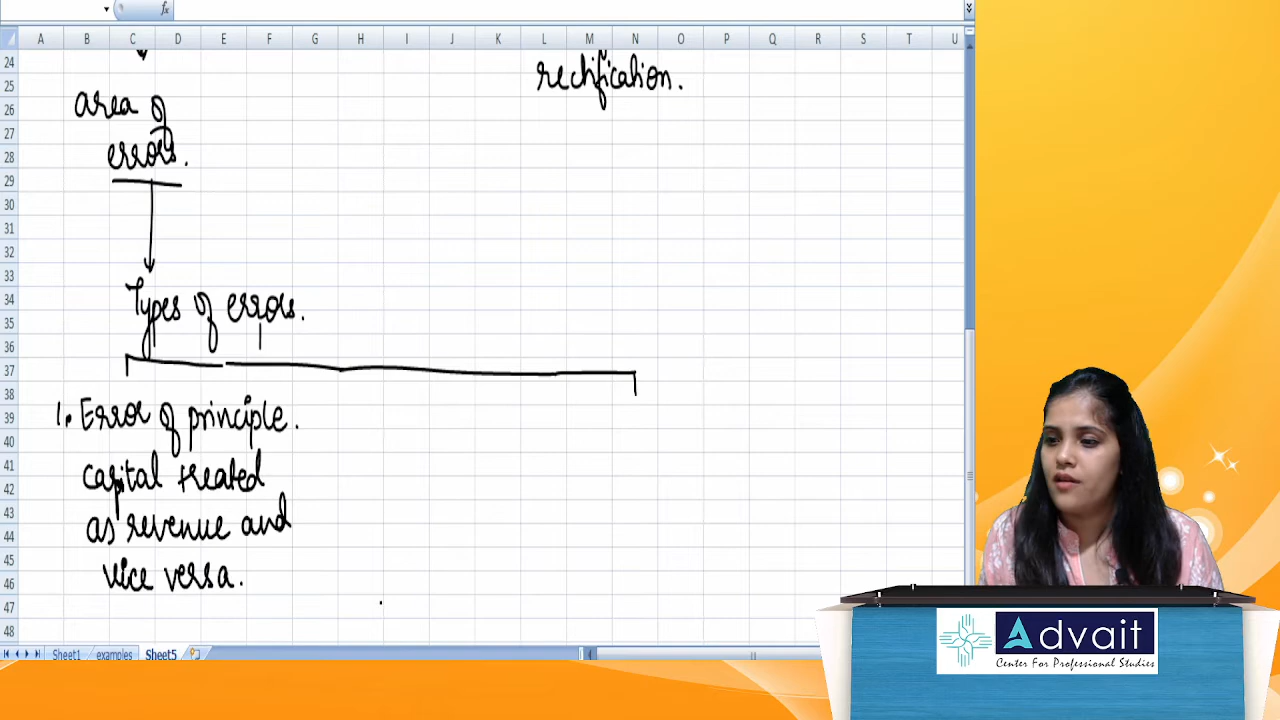 fx
A B C D E F G H I J K L M N O P Q R S T U
24
25
26
27
28
29
30
31
32
33
34
35
36
37
38
39
40
41
42
43
44
45
46
47
48
rectification.
area of
errors.
Types of errors.
1. Error of principle.
capital treated
as revenue and
vice versa.
Sheet1 examples Sheet5
Advait
Center For Professional Studies